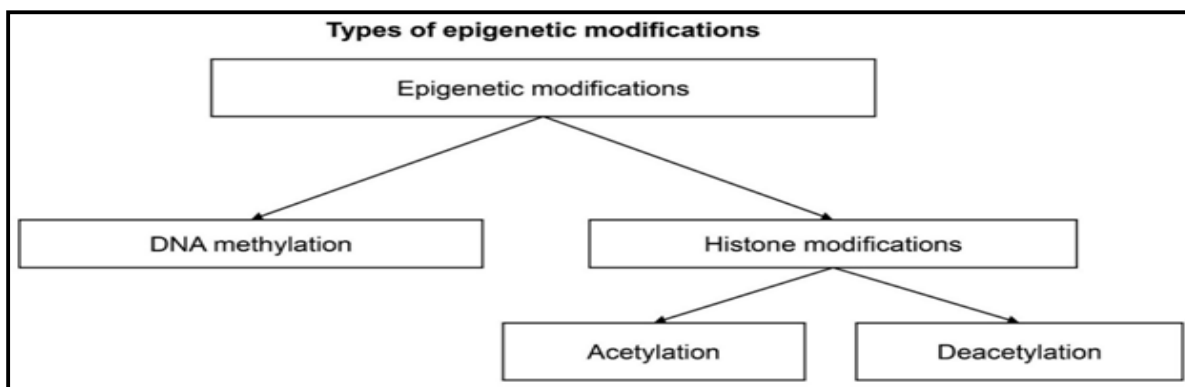 Types of epigenetic modifications
Epigenetic modifications
DNA methylation
Histone modifications
Acetylation
Deacetylation